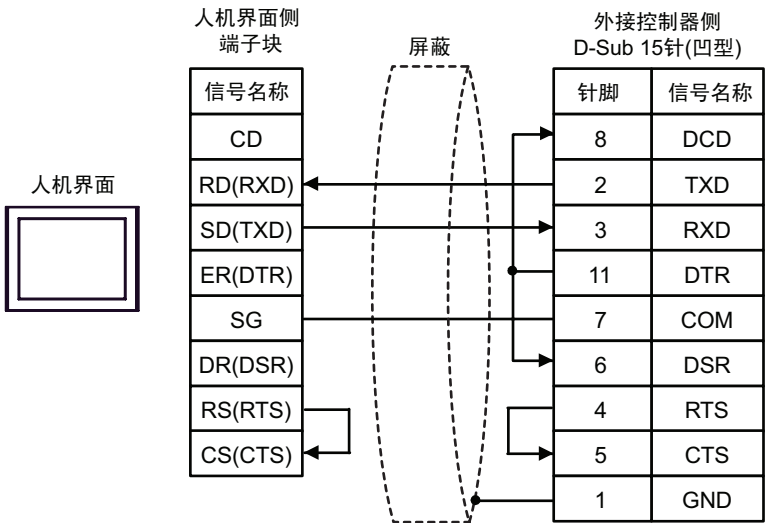 人机界面侧
端子块
屏蔽
外接控制器侧
D-Sub 15针(凹型)
人机界面
信号名称
CD
RD(RXD)
SD(TXD)
ER(DTR)
SG
DR(DSR)
RS(RTS)
CS(CTS)
针脚 信号名称
8 DCD
2 TXD
3 RXD
11 DTR
7 COM
6 DSR
4 RTS
5 CTS
1 GND